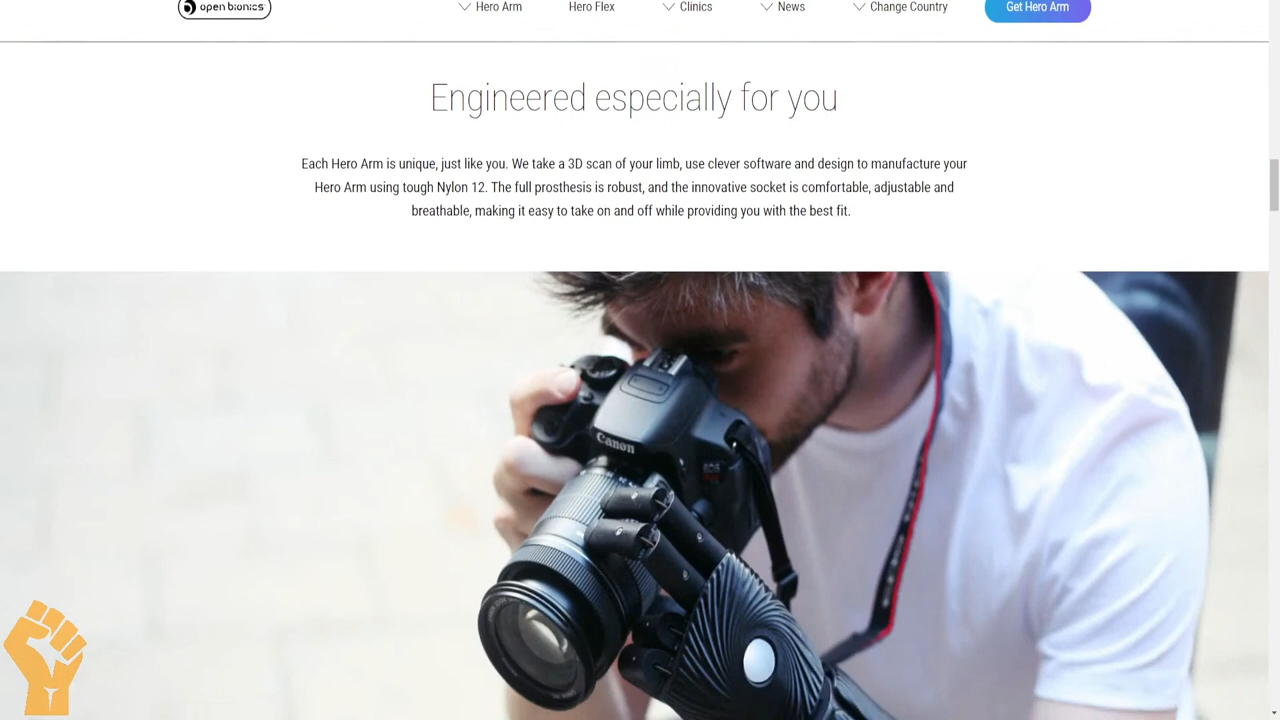 open bionics
Hero Arm
Hero Flex
Clinics
News
Change Country
Get Hero Arm
Engineered especially for you
Each Hero Arm is unique, just like you. We take a 3D scan of your limb, use clever software and design to manufacture your
Hero Arm using tough Nylon 12. The full prosthesis is robust, and the innovative socket is comfortable, adjustable and
breathable, making it easy to take on and off while providing you with the best fit.
Canon
EOS